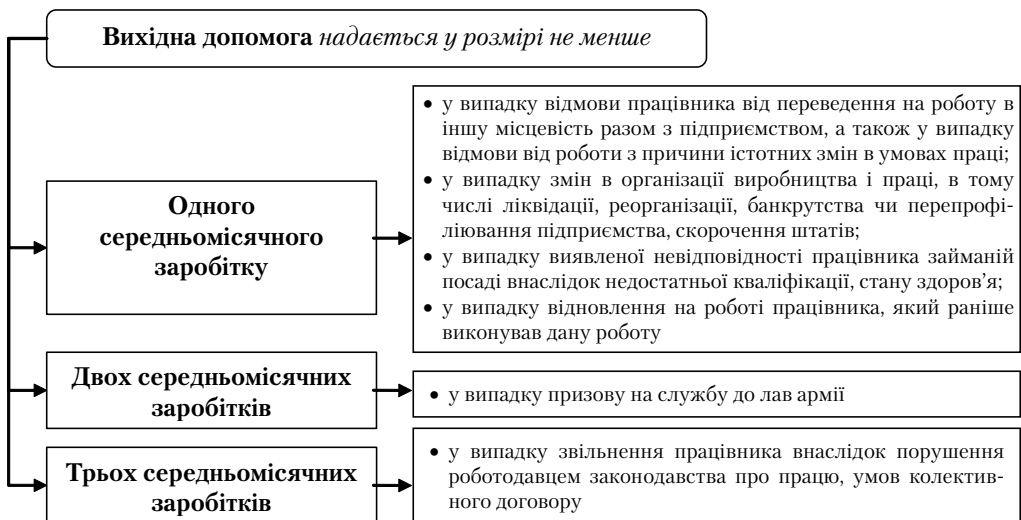 Вихідна допомога надається у розмірі не менше
Одного
середньомісячного
заробітку
• у випадку відмови працівника від переведення на роботу в
іншу місцевість разом з підприємством, а також у випадку
відмови від роботи з причини істотних змін в умовах праці;
• у випадку змін в організації виробництва і праці, в тому
числі ліквідації, реорганізації, банкрутства чи перепрофі-
лювання підприємства, скорочення штатів;
• у випадку виявленої невідповідності працівника займаній
посаді внаслідок недостатньої кваліфікації, стану здоров’я;
• у випадку відновлення на роботі працівника, який раніше
виконував дану роботу
Двох середньомісячних
заробітків
• у випадку призову на службу до лав армії
Трьох середньомісячних
заробітків
• у випадку звільнення працівника внаслідок порушення
роботодавцем законодавства про працю, умов колектив-
ного договору